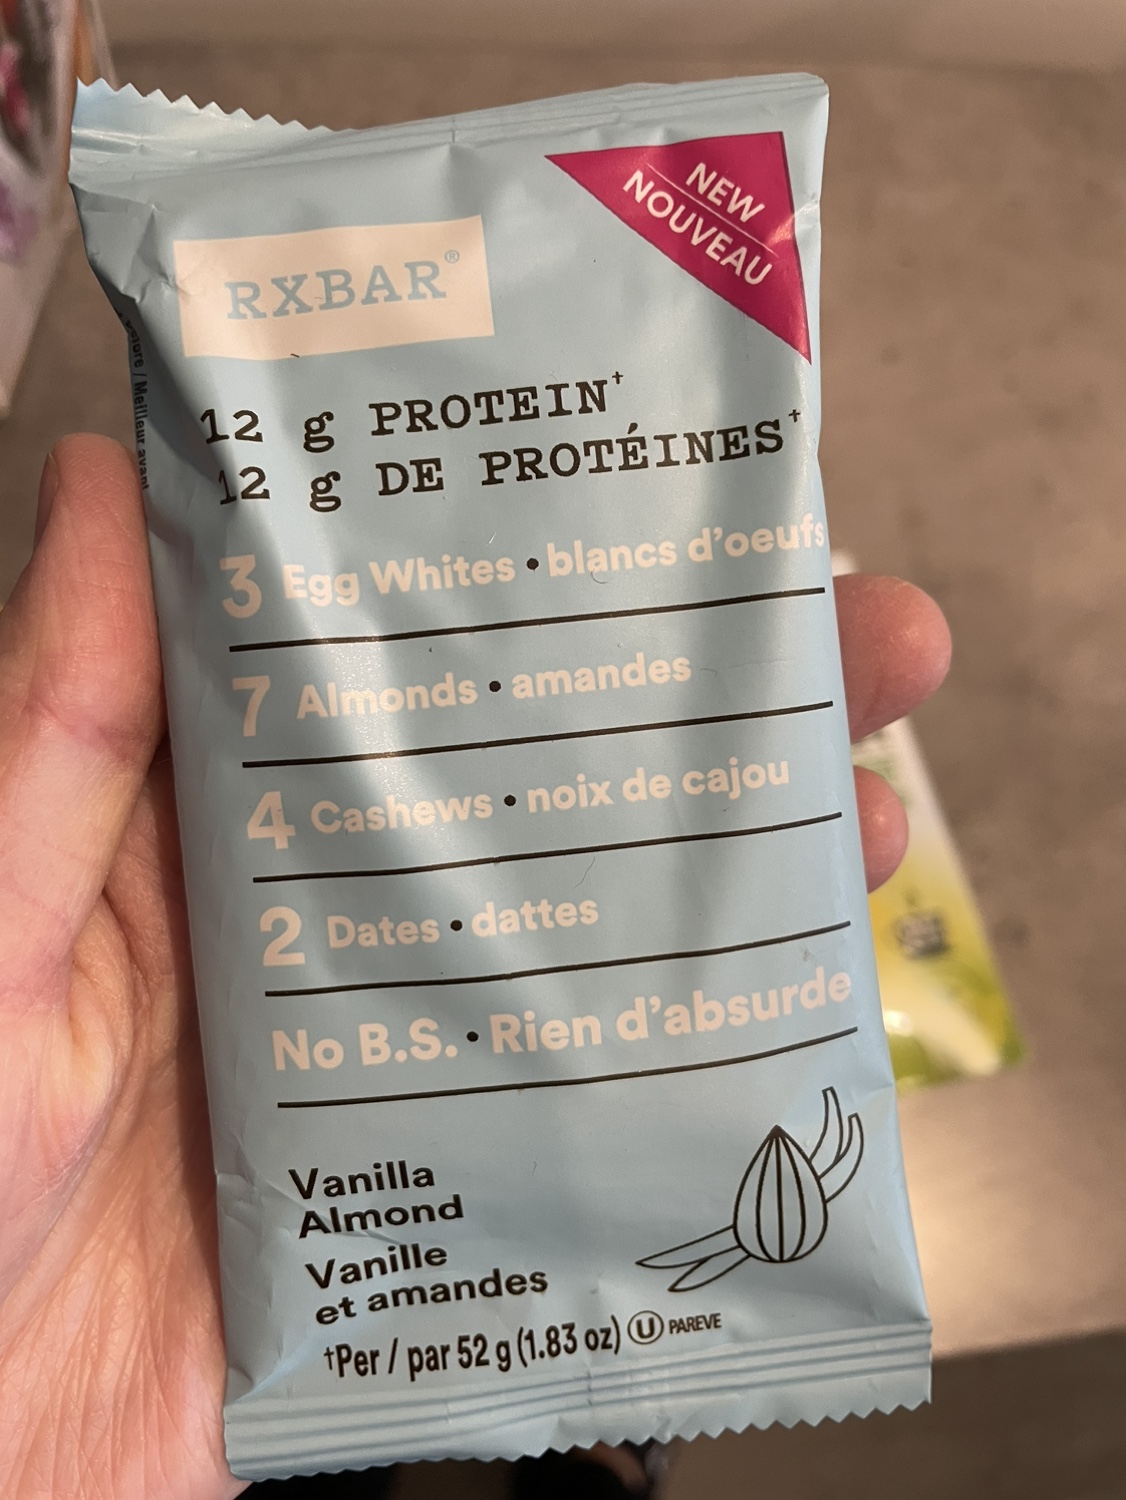 NEW
NOUVEAU
RXBAR®
12 g PROTEIN†
12 g DE PROTÉINES†
3 Egg Whites • blancs d'oeufs
7 Almonds • amandes
4 Cashews • noix de cajou
2 Dates • dattes
No B.S. • Rien d'absurde
Vanilla
Almond
Vanille
et amandes
†Per / par 52 g (1.83 oz) U PAREVE
/ Meilleur avant